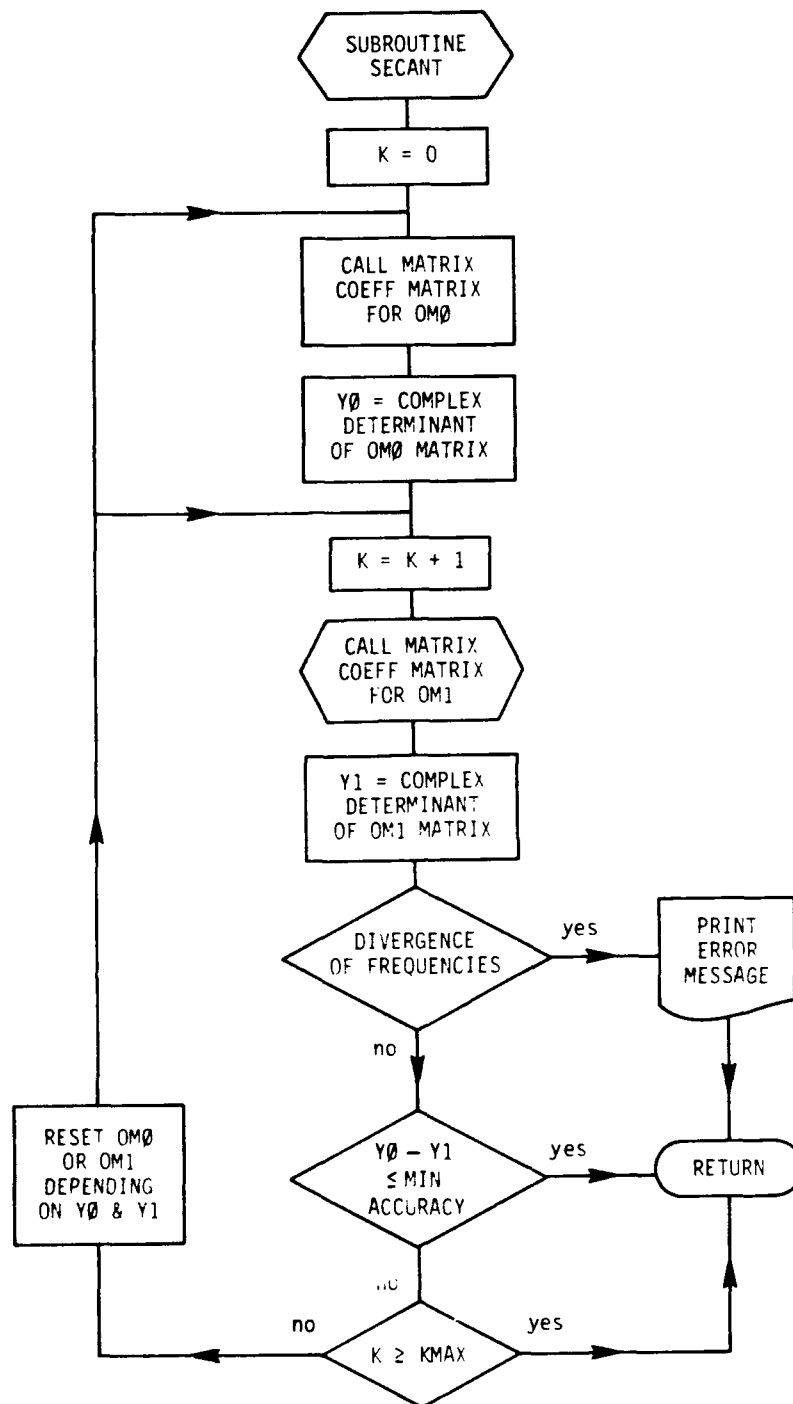 SUBROUTINE
SECANT
K = 0
CALL MATRIX
COEFF MATRIX
FOR OMØ
YØ = COMPLEX
DETERMINANT
OF OMØ MATRIX
K = K + 1
CALL MATRIX
COEFF MATRIX
FOR OM1
Y1 = COMPLEX
DETERMINANT
OF OM1 MATRIX
DIVERGENCE
OF FREQUENCIES
yes
PRINT
ERROR
MESSAGE
no
YØ – Y1
≤ MIN
ACCURACY
yes
RETURN
RESET OMØ
OR OM1
DEPENDING
ON YØ & Y1
no
no
K ≥ KMAX
yes